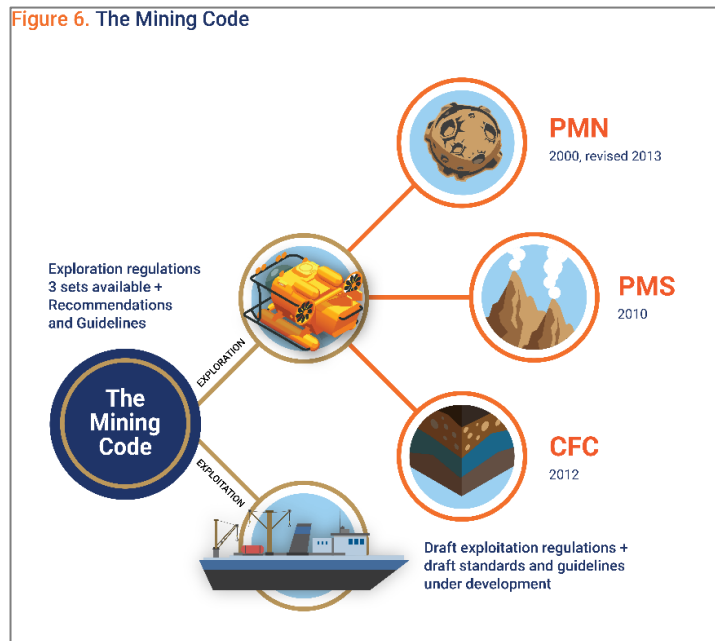 Figure 6. The Mining Code
PMN
2000, revised 2013
Exploration regulations
3 sets available +
Recommendations
and Guidelines
PMS
2010
EXPLORATION
The
Mining
Code
EXPLOITATION
CFC
2012
Draft exploitation regulations +
draft standards and guidelines
under development